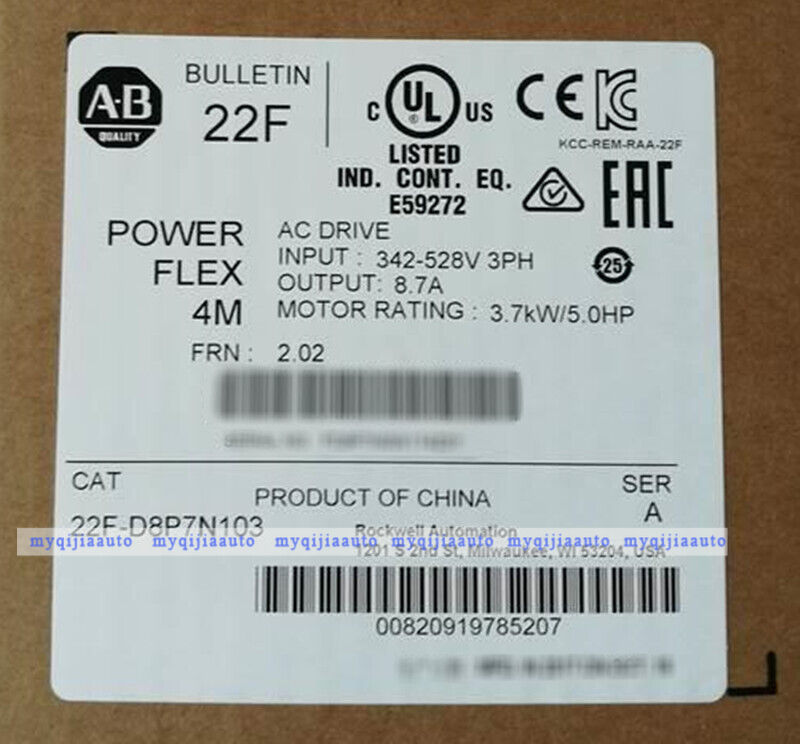 A-B
QUALITY
BULLETIN
22F
C UL US
®
LISTED
IND. CONT. EQ.
E59272
CE
KC
KCC-REM-RAA-22F
EAC
POWER
FLEX
4M
AC DRIVE
INPUT : 342-528V 3PH
OUTPUT: 8.7A
MOTOR RATING : 3.7kW/5.0HP
25
FRN : 2.02
CAT
22F-D8P7N103
PRODUCT OF CHINA
SER
A
Rockwell Automation
1201 S 2nd St, Milwaukee, WI 53204, USA
myqijiaauto myqijiaauto myqijiaauto myqijiaauto myqijiaauto myqijiaauto
00820919785207